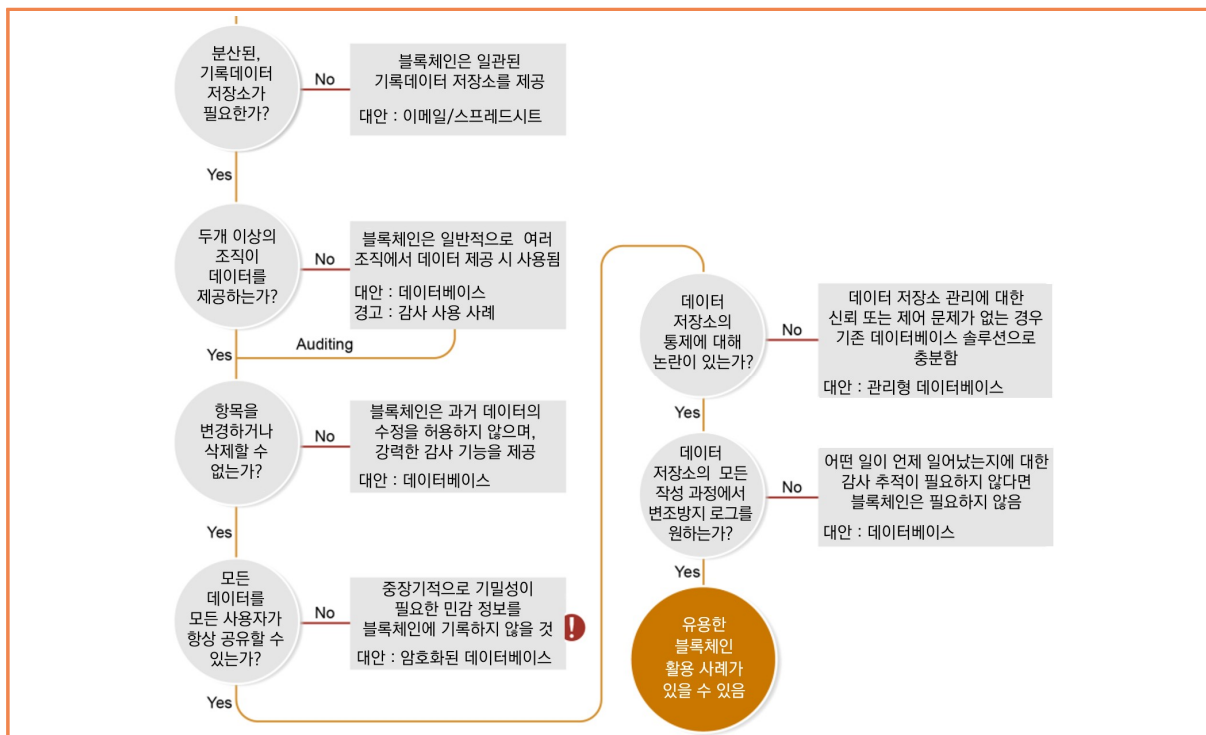 분산된,
기록데이터
저장소가
필요한가?
No
블록체인은 일관된
기록데이터 저장소를 제공
대안 : 이메일/스프레드시트
Yes
두개 이상의
조직이
데이터를
제공하는가?
No
블록체인은 일반적으로 여러
조직에서 데이터 제공 시 사용됨
대안 : 데이터베이스
경고 : 감사 사용 사례
Auditing
Yes
항목을
변경하거나
삭제할 수
없는가?
No
블록체인은 과거 데이터의
수정을 허용하지 않으며,
강력한 감사 기능을 제공
대안 : 데이터베이스
Yes
모든
데이터를
모든 사용자가
항상 공유할 수
있는가?
No
중장기적으로 기밀성이
필요한 민감 정보를
블록체인에 기록하지 않을 것
대안 : 암호화된 데이터베이스
!
Yes
데이터
저장소의
통제에 대해
논란이 있는가?
No
데이터 저장소 관리에 대한
신뢰 또는 제어 문제가 없는 경우
기존 데이터베이스 솔루션으로
충분함
대안 : 관리형 데이터베이스
Yes
데이터
저장소의 모든
작성 과정에서
변조방지 로그를
원하는가?
No
어떤 일이 언제 일어났는지에 대한
감사 추적이 필요하지 않다면
블록체인은 필요하지 않음
대안 : 데이터베이스
Yes
유용한
블록체인
활용 사례가
있을 수 있음